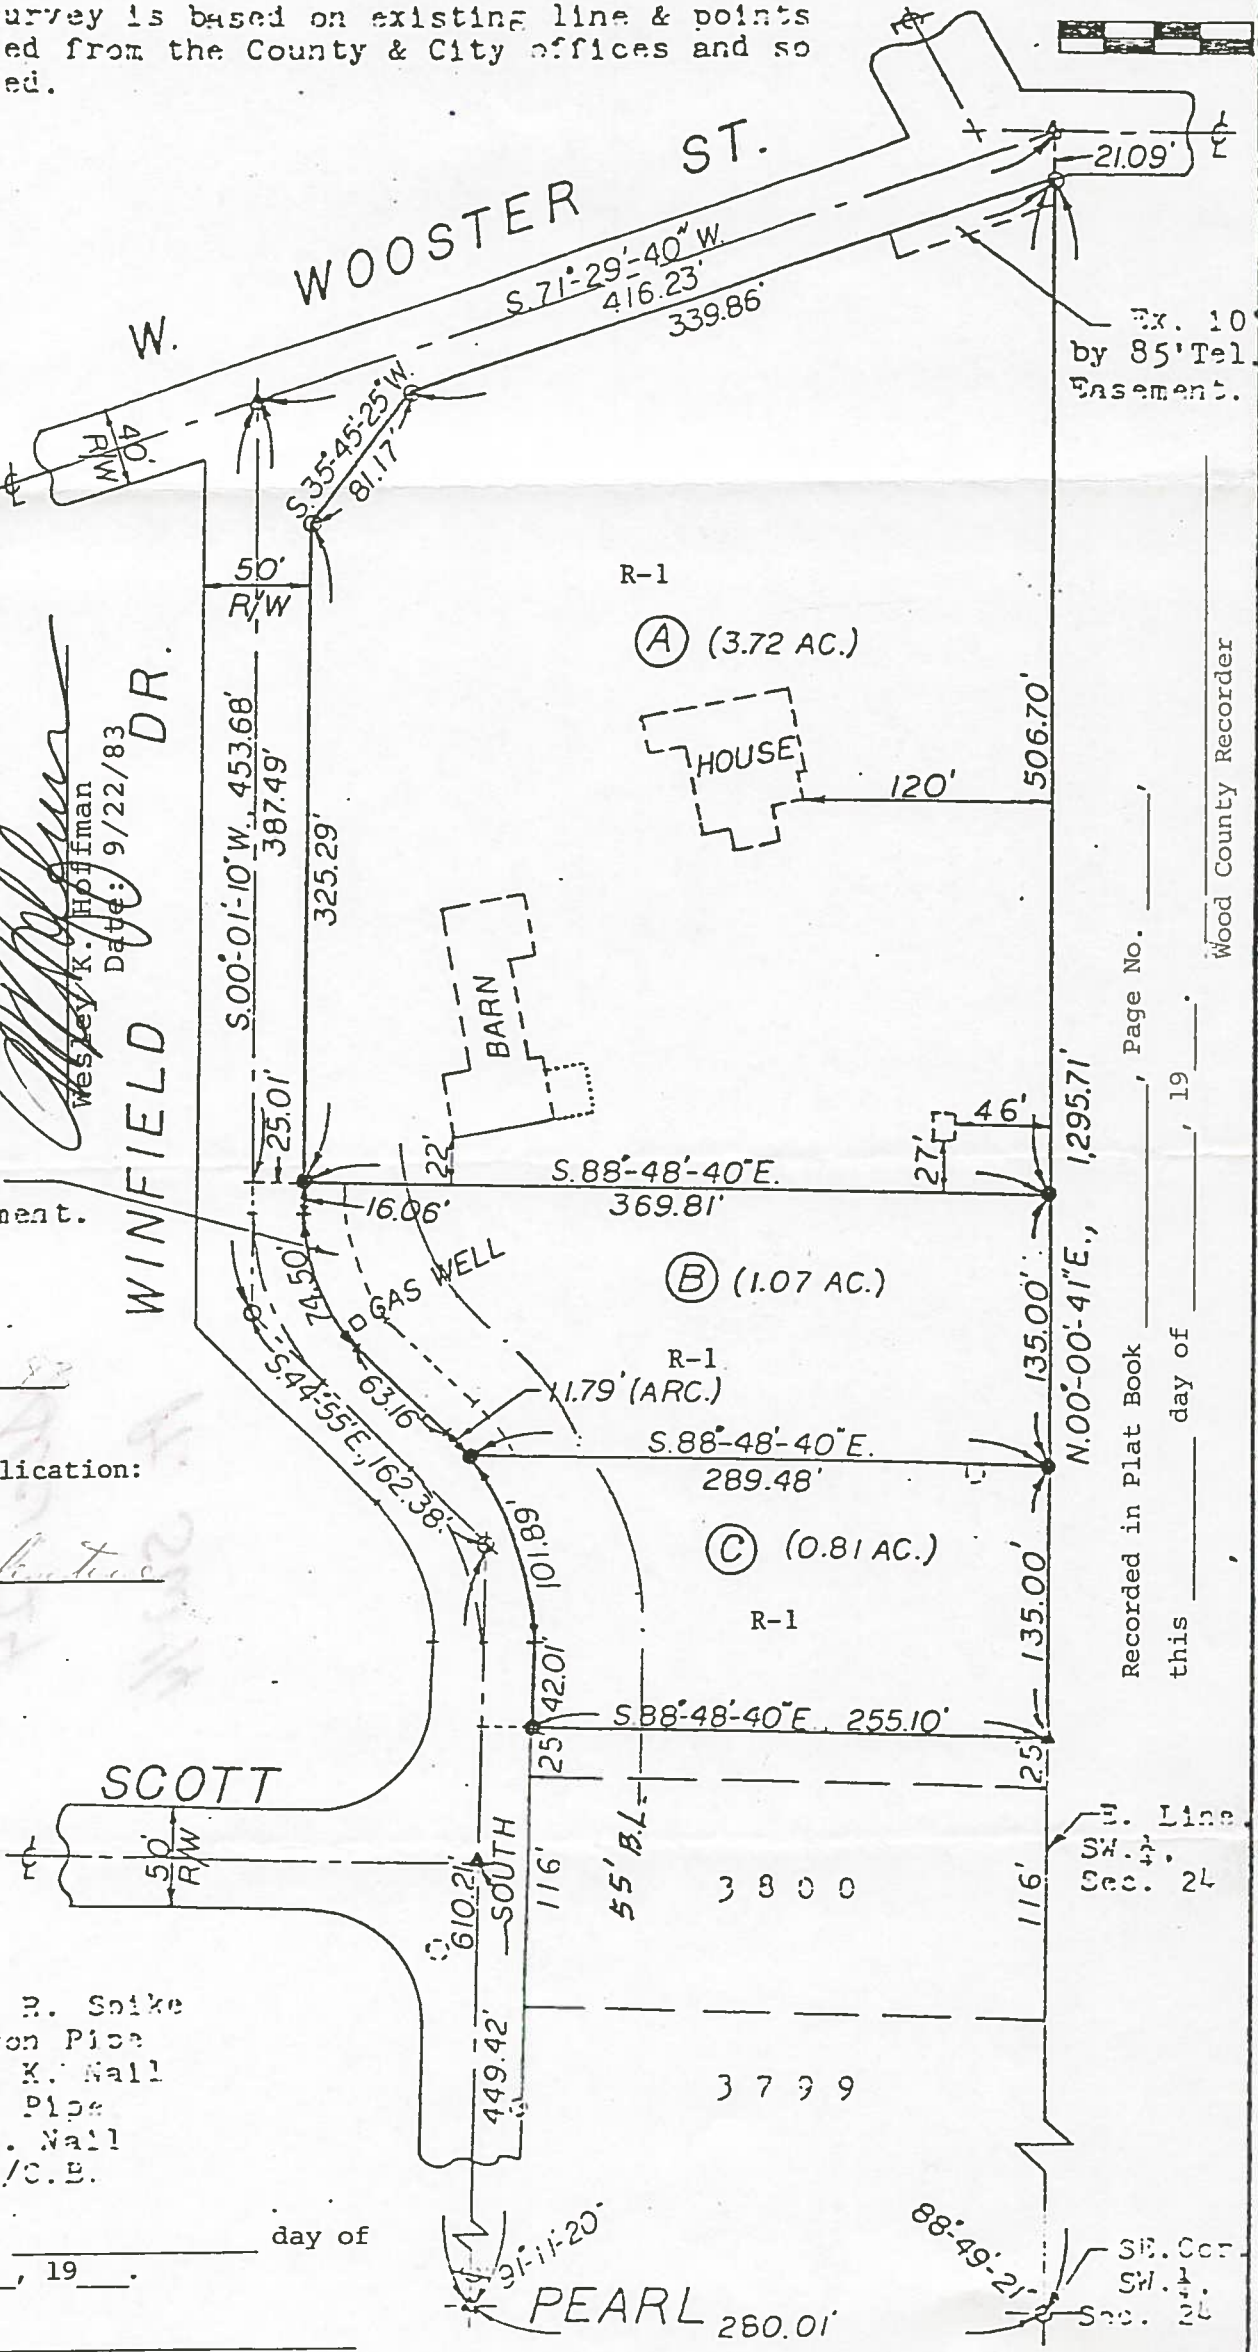 urvey is based on existing line & points
ed from the County & City offices and so
ed.
W. WOOSTER ST.
21.09'
S.71°-29'-40" W.
416.23'
339.86'
Ex. 10'
by 85' Tel.
Easement.
40'
R/W
S.35°-45'-25" W.
81.17'
50'
R/W
R-1
A (3.72 AC.)
HOUSE
120'
506.70'
WINFIELD DR.
S.00°-01'-10" W., 453.68'
387.49'
325.29'
Wesley K. Hoffman
Date: 9/22/83
BARN
25.01'
22'
46'
27'
S.88°-48'-40" E.
369.81'
16.06'
ment.
74.50'
GAS WELL
B (1.07 AC.)
R-1
135.00'
N.00°-00'-41" E., 1,295.71'
S.44°-55' E., 162.38'
63.16'
11.79' (ARC.)
S.88°-48'-40" E.
289.48'
lication:
101.89'
C (0.81 AC.)
R-1
135.00'
42.01'
S.88°-48'-40" E. 255.10'
25'
25'
SCOTT
50'
R/W
610.21'
SOUTH
116'
55' B.L.
3800
116'
E. Line
SW.¼.
Sec. 24
449.42'
3799
R. Spike
on Pipe
K. Nail
Pipe
. Nail
/C.B.
day of
, 19 .
91°-11'-20"
PEARL 280.01'
88°-49'-21"
SE. Cor.
SW.¼.
Sec. 24
Recorded in Plat Book , Page No. ,
this day of , 19 .
Wood County Recorder